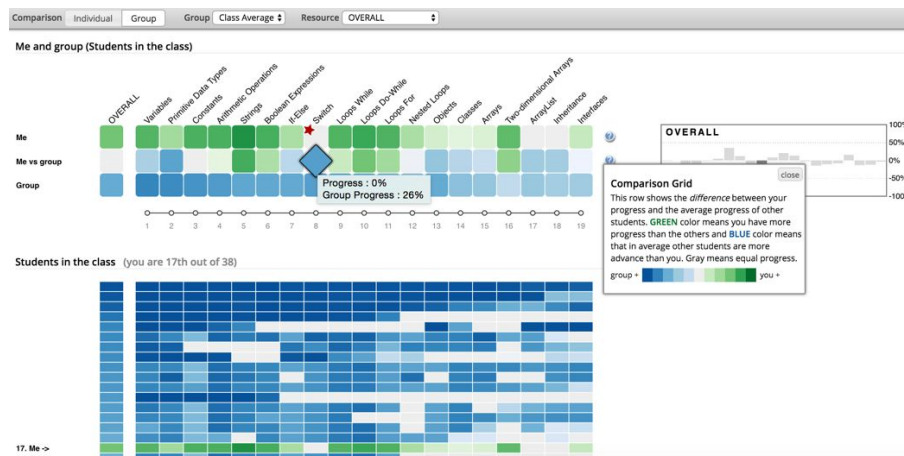 Comparison Individual Group Group Class Average Resource OVERALL
Me and group (Students in the class)
OVERALL
Variables
Primitive Data Types
Constants
Arithmetic Operations
Strings
Boolean Expressions
If-Else
Switch
Loops While
Loops Do-While
Loops For
Nested Loops
Objects
Classes
Arrays
Two-dimensional Arrays
ArrayList
Inheritance
Interfaces
Me
Me vs group
Group
Progress : 0%
Group Progress : 26%
1 2 3 4 5 6 7 8 9 10 11 12 13 14 15 16 17 18 19
OVERALL
100%
50%
0%
-50%
-100%
close
Comparison Grid
This row shows the difference between your
progress and the average progress of other
students. GREEN color means you have more
progress than the others and BLUE color means
that in average other students are more
advance than you. Gray means equal progress.
group + you +
Students in the class (you are 17th out of 38)
17. Me ->